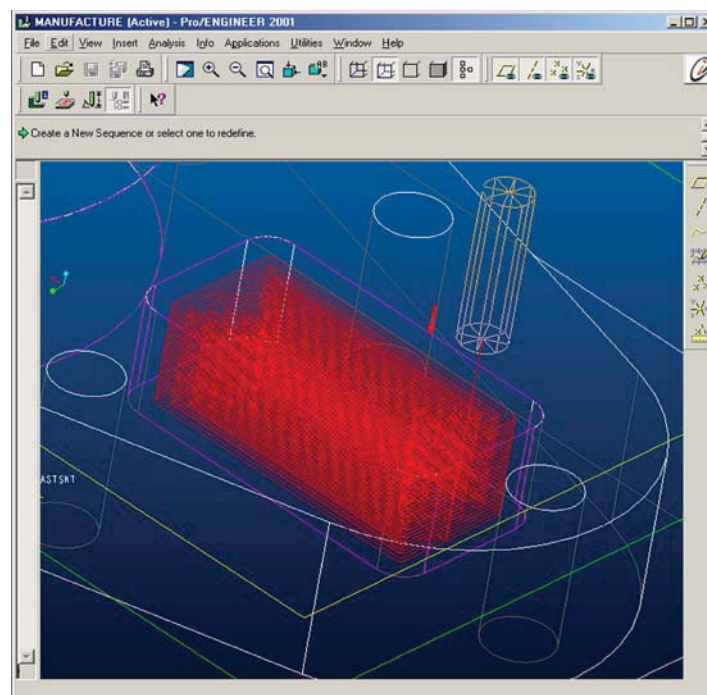 MANUFACTURE (Active) - Pro/ENGINEER 2001
File Edit View Insert Analysis Info Applications Utilities Window Help
Create a New Sequence or select one to redefine.